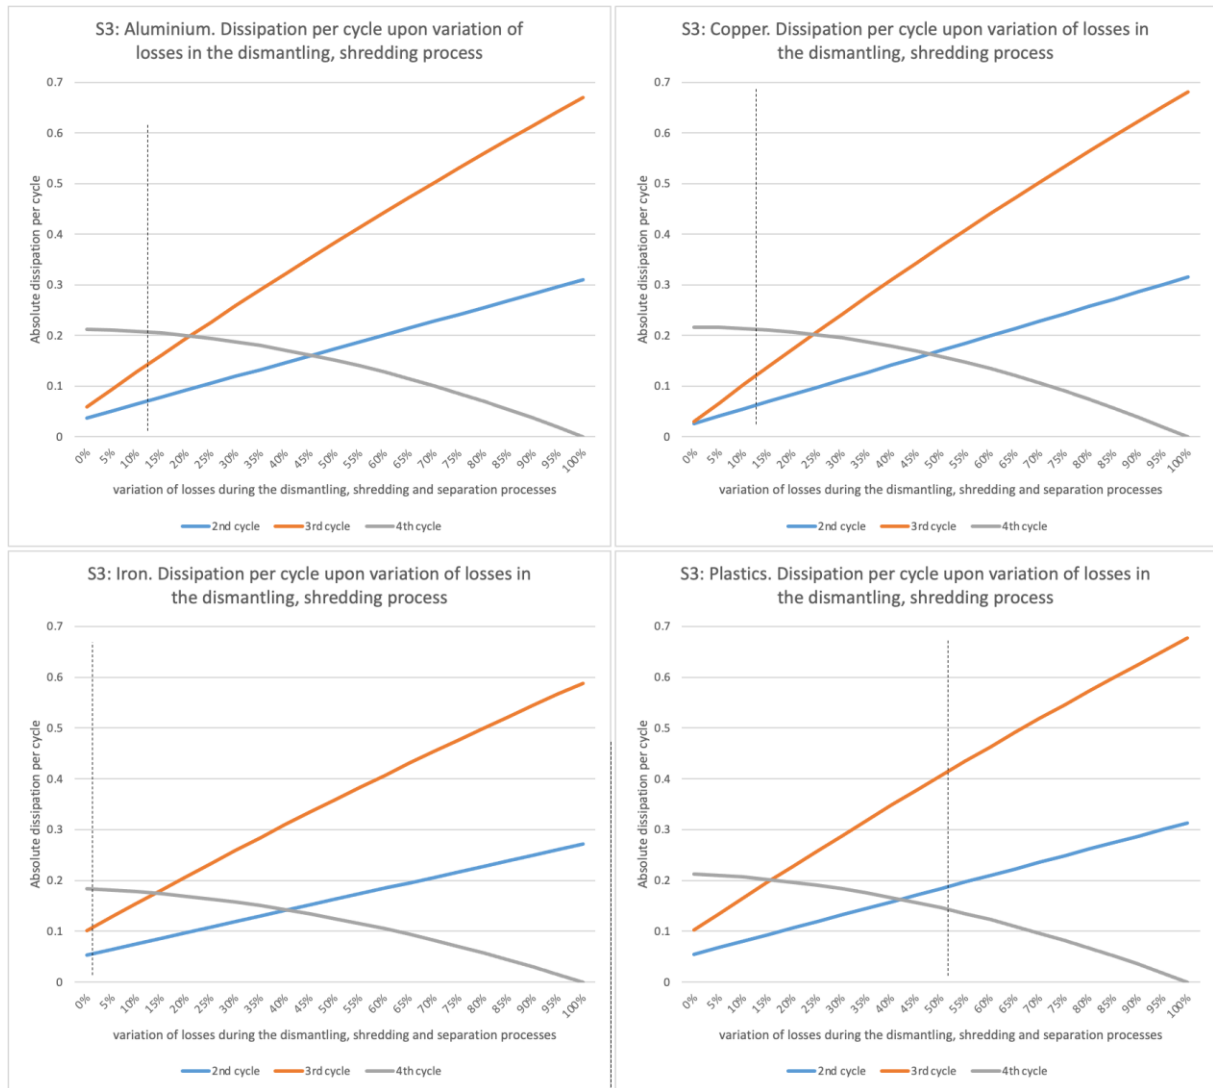 S3: Aluminium. Dissipation per cycle upon variation of
losses in the dismantling, shredding process
0.7
0.6
0.5
0.4
0.3
0.2
0.1
0
Absolute dissipation per cycle
0% 5% 10% 15% 20% 25% 30% 35% 40% 45% 50% 55% 60% 65% 70% 75% 80% 85% 90% 95% 100%
variation of losses during the dismantling, shredding and separation processes
2nd cycle 3rd cycle 4th cycle
S3: Copper. Dissipation per cycle upon variation of losses in
the dismantling, shredding process
0.7
0.6
0.5
0.4
0.3
0.2
0.1
0
Absolute dissipation per cycle
0% 5% 10% 15% 20% 25% 30% 35% 40% 45% 50% 55% 60% 65% 70% 75% 80% 85% 90% 95% 100%
variation of losses during the dismantling, shredding and separation processes
2nd cycle 3rd cycle 4th cycle
S3: Iron. Dissipation per cycle upon variation of losses in
the dismantling, shredding process
0.7
0.6
0.5
0.4
0.3
0.2
0.1
0
Absolute dissipation per cycle
0% 5% 10% 15% 20% 25% 30% 35% 40% 45% 50% 55% 60% 65% 70% 75% 80% 85% 90% 95% 100%
variation of losses during the dismantling, shredding and separation processes
2nd cycle 3rd cycle 4th cycle
S3: Plastics. Dissipation per cycle upon variation of losses in
the dismantling, shredding process
0.7
0.6
0.5
0.4
0.3
0.2
0.1
0
Absolute dissipation per cycle
0% 5% 10% 15% 20% 25% 30% 35% 40% 45% 50% 55% 60% 65% 70% 75% 80% 85% 90% 95% 100%
variation of losses during the dismantling, shredding and separation processes
2nd cycle 3rd cycle 4th cycle